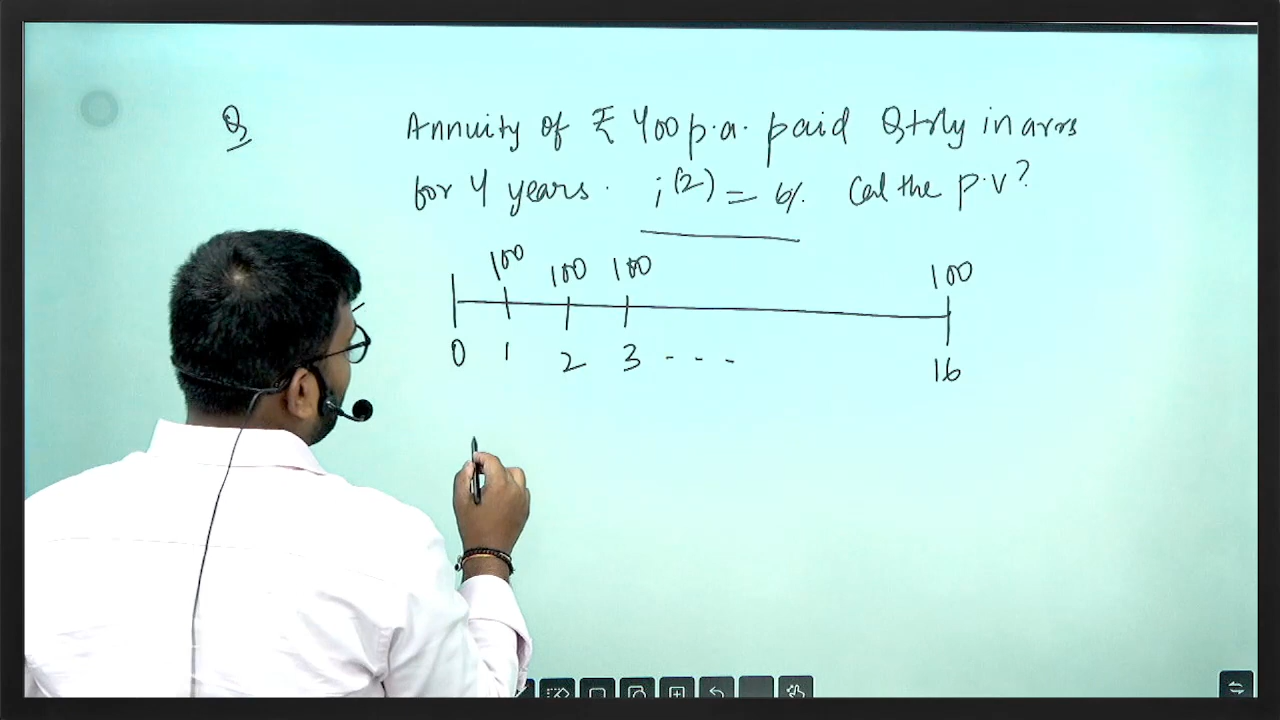 Q
Annuity of ₹ 400 p.a. paid Qtrly in arrs
for 4 years. i(2) = 6%. Cal the p.v?
100 100 100 100
0 1 2 3 - - - 16